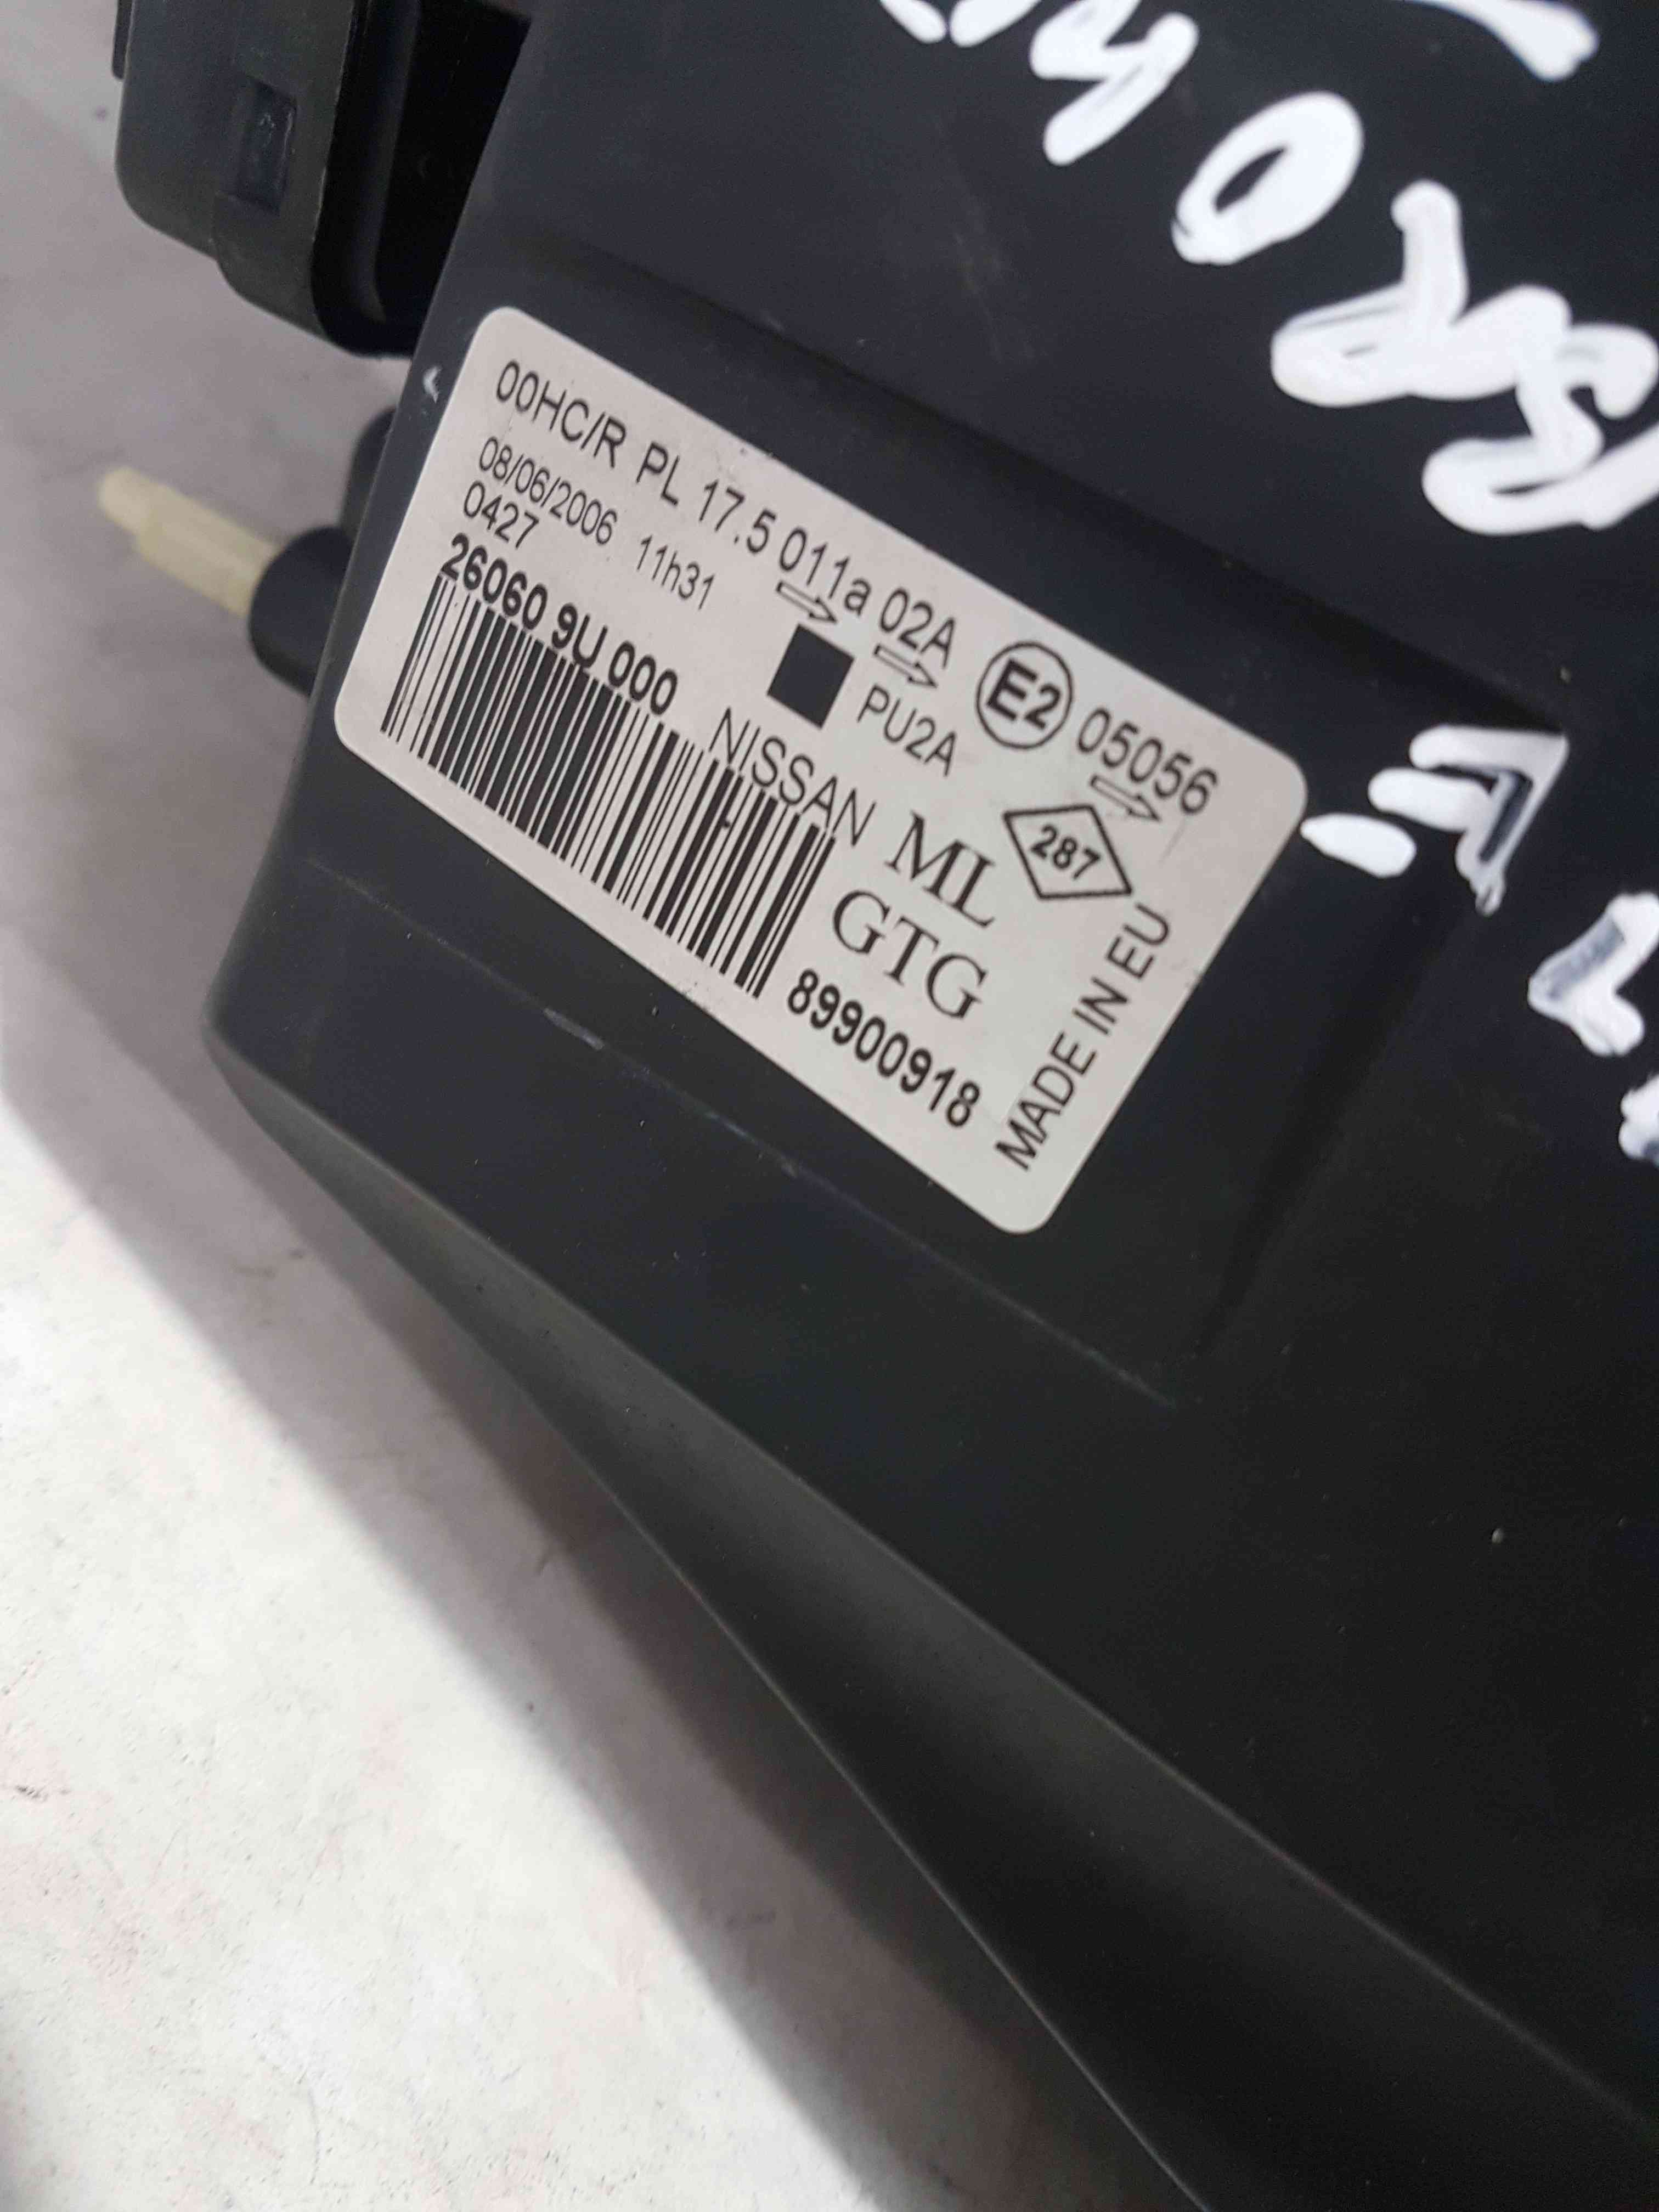 00HC/R PL 17.5 011a 02A E2 05056
08/06/2006 11h31
0427
PU2A
26060 9U 000
NISSAN
ML
287
GTG
89900918
MADE IN EU